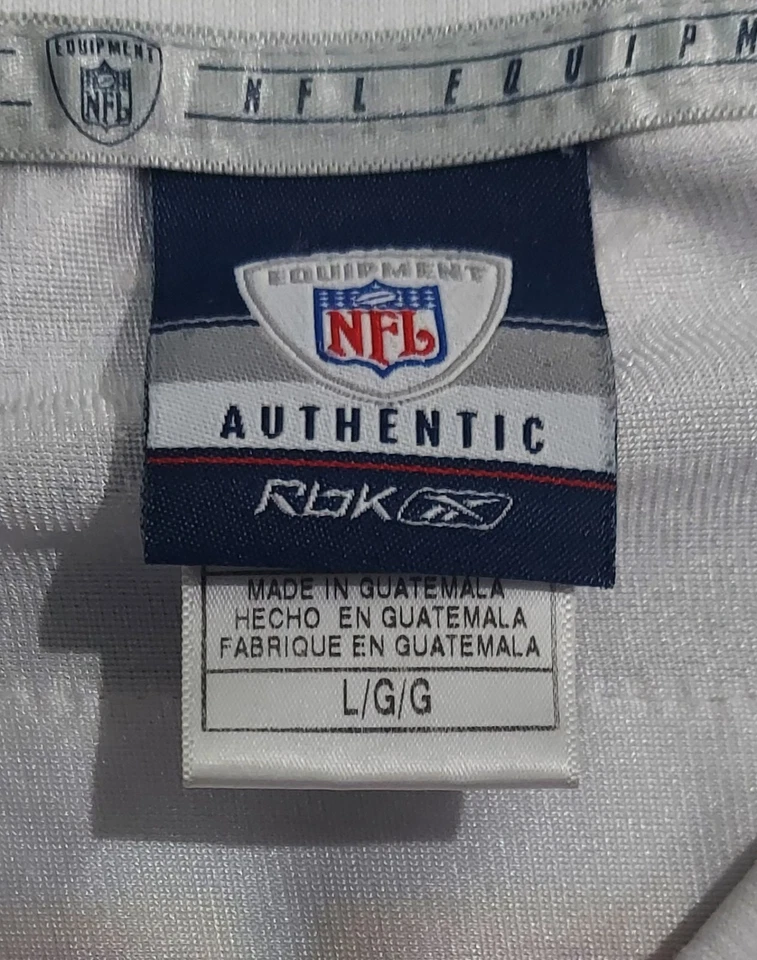 EQUIPMENT
NFL
NFL EQUIPM
EQUIPMENT
NFL
AUTHENTIC
RbK
MADE IN GUATEMALA
HECHO EN GUATEMALA
FABRIQUE EN GUATEMALA
L/G/G